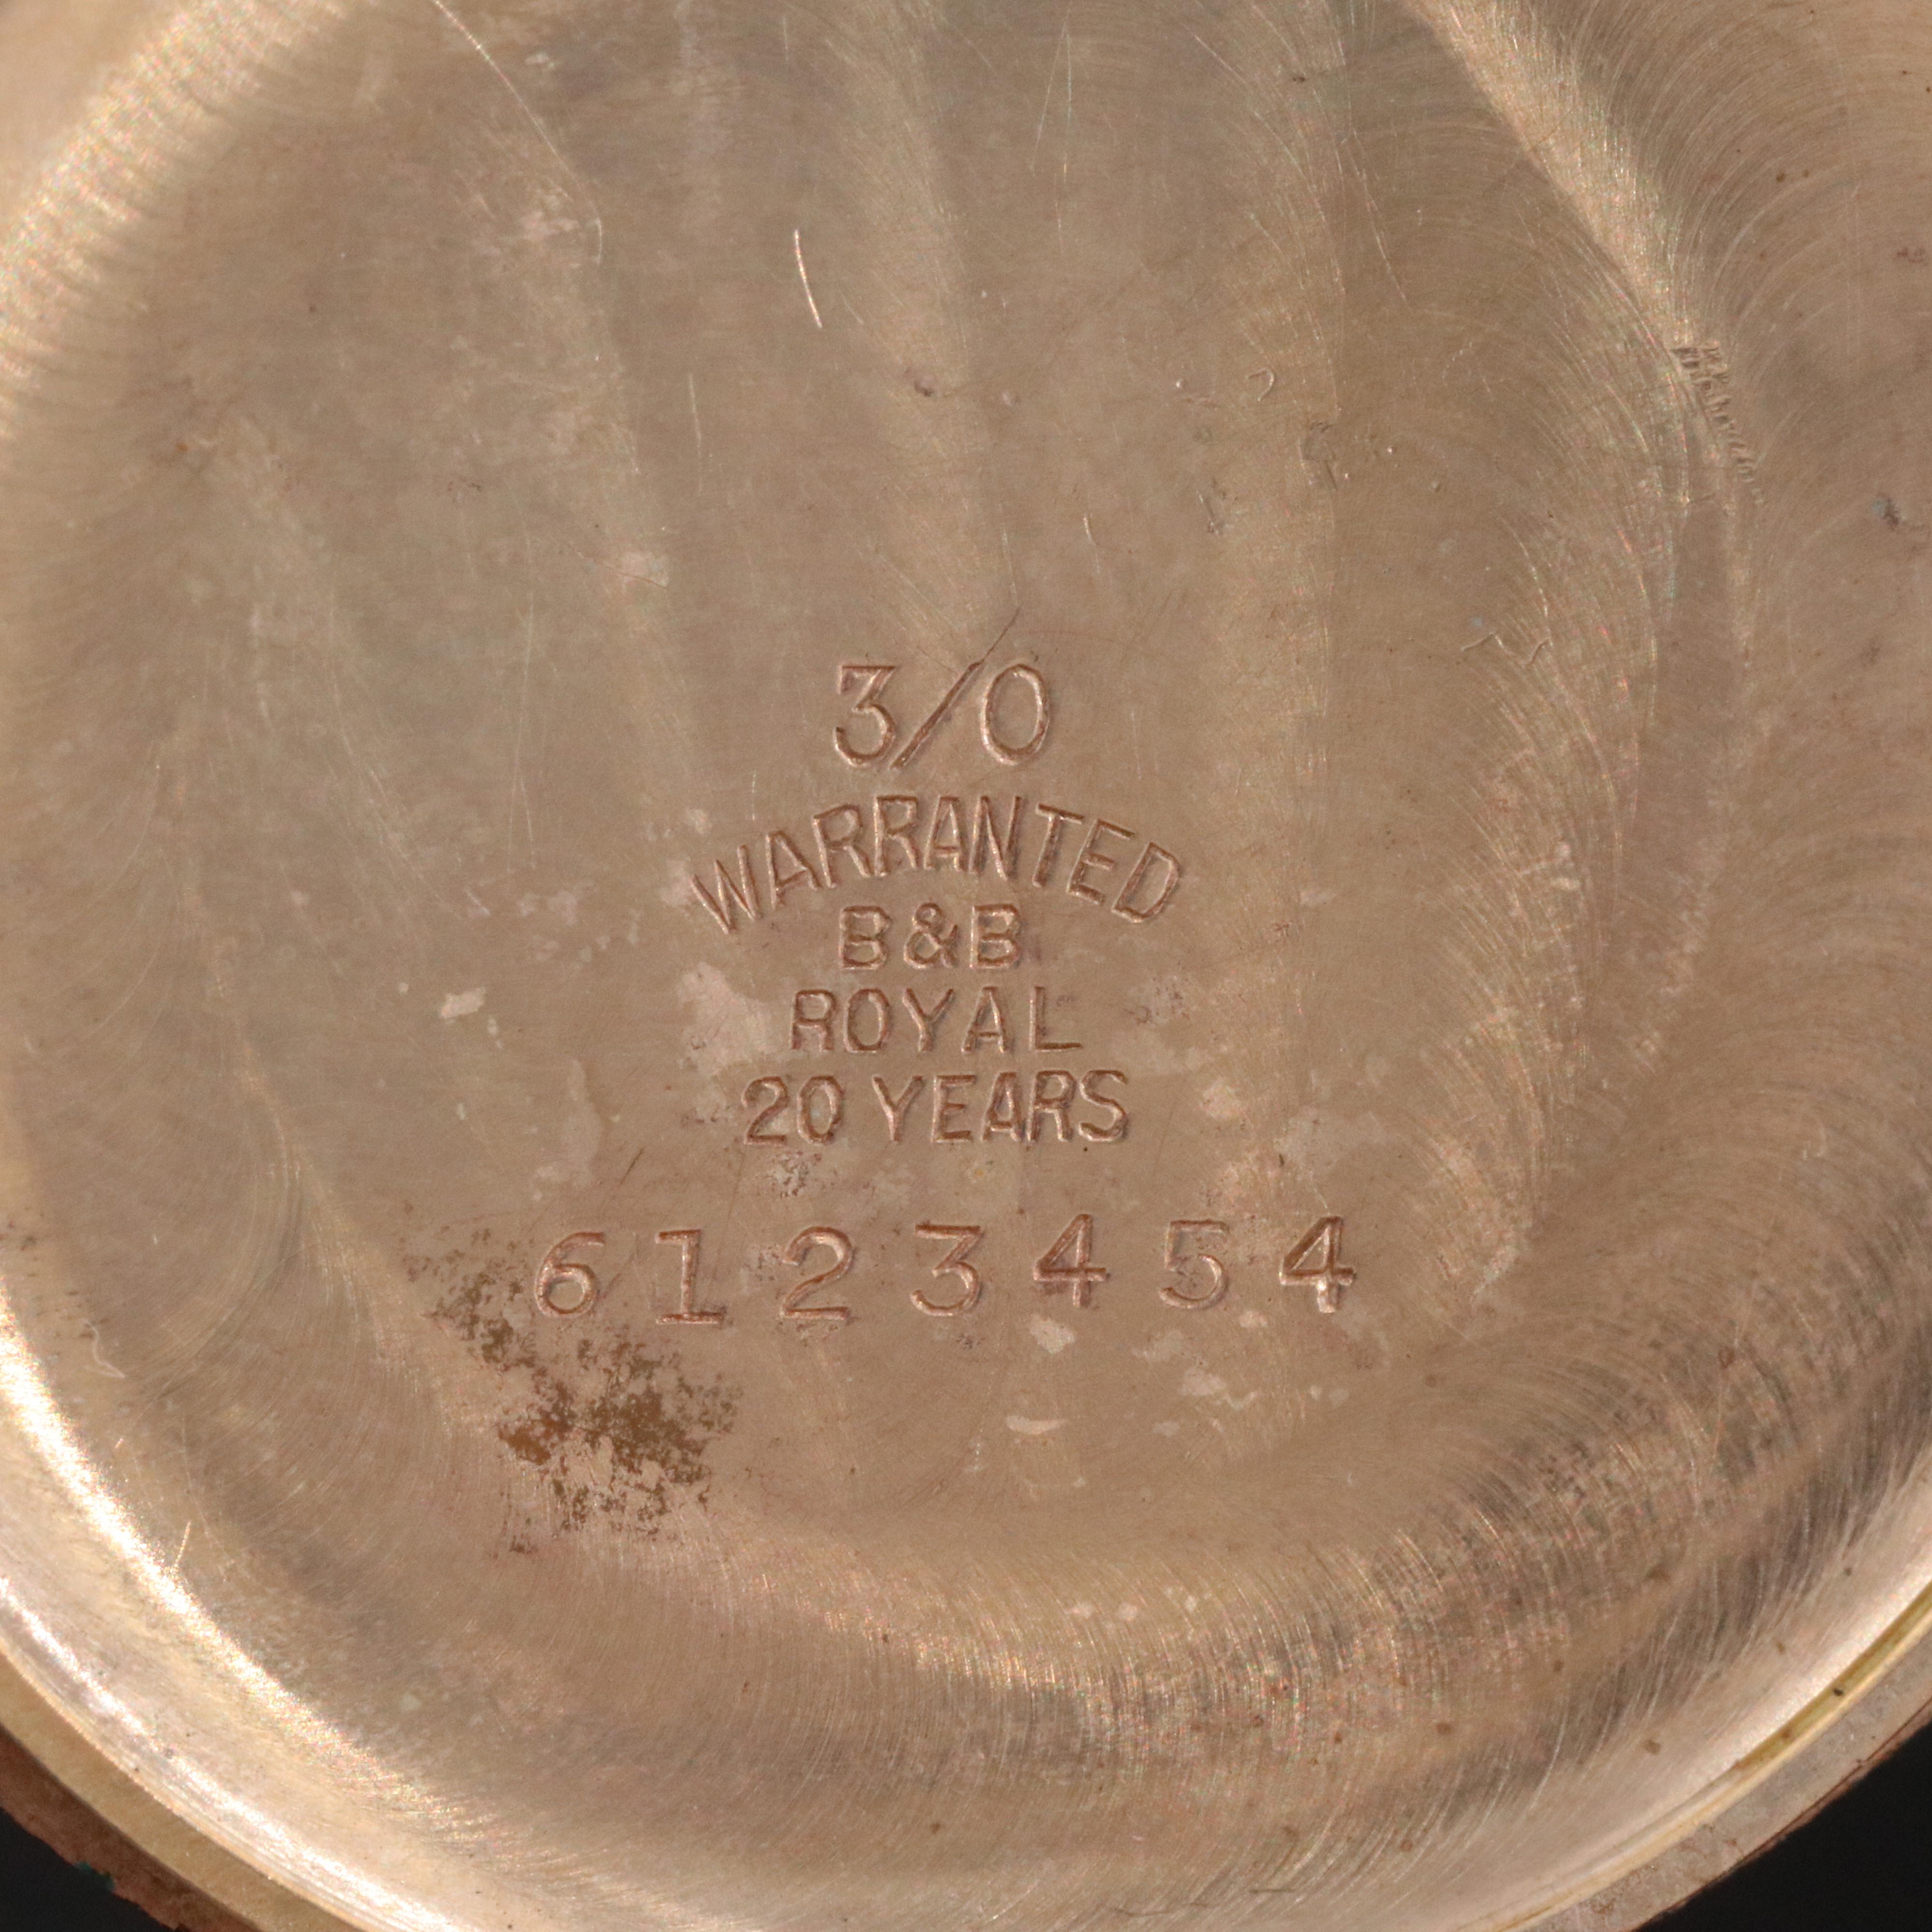 3/0
WARRANTED
B&B
ROYAL
20 YEARS
6123454